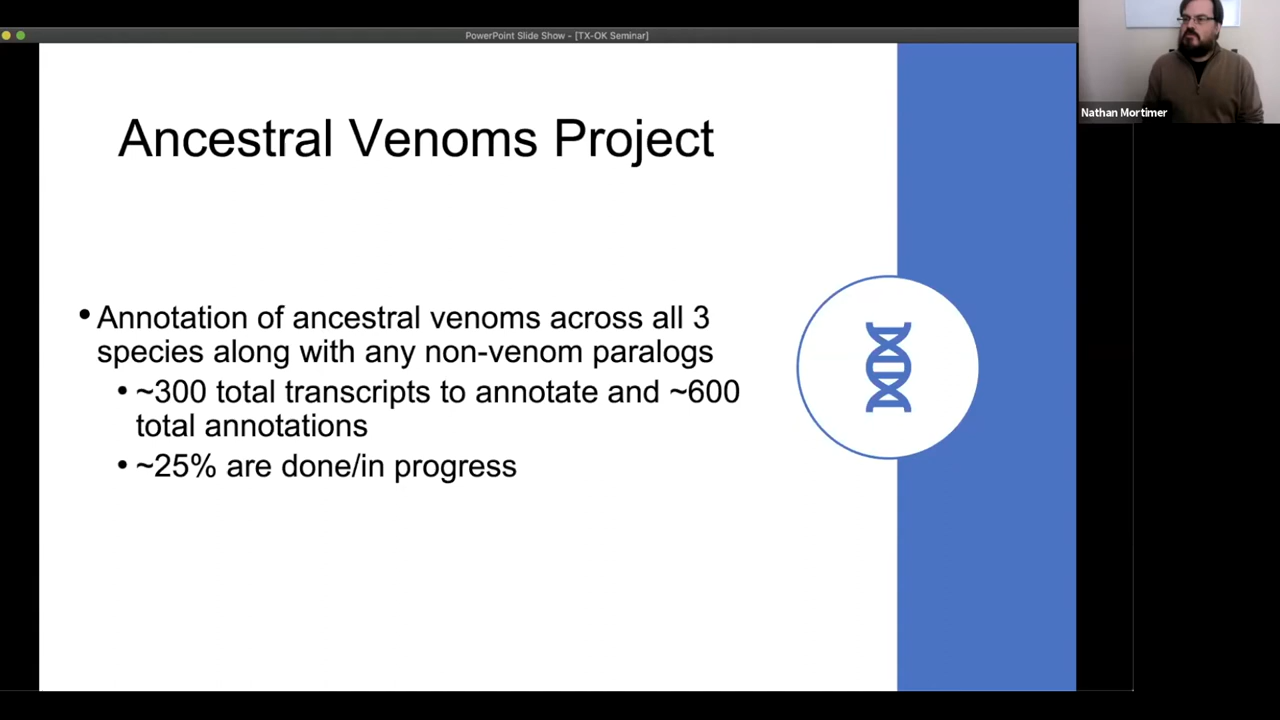 PowerPoint Slide Show - [TX-OK Seminar]
Nathan Mortimer
Ancestral Venoms Project
• Annotation of ancestral venoms across all 3
species along with any non-venom paralogs
• ~300 total transcripts to annotate and ~600
total annotations
• ~25% are done/in progress